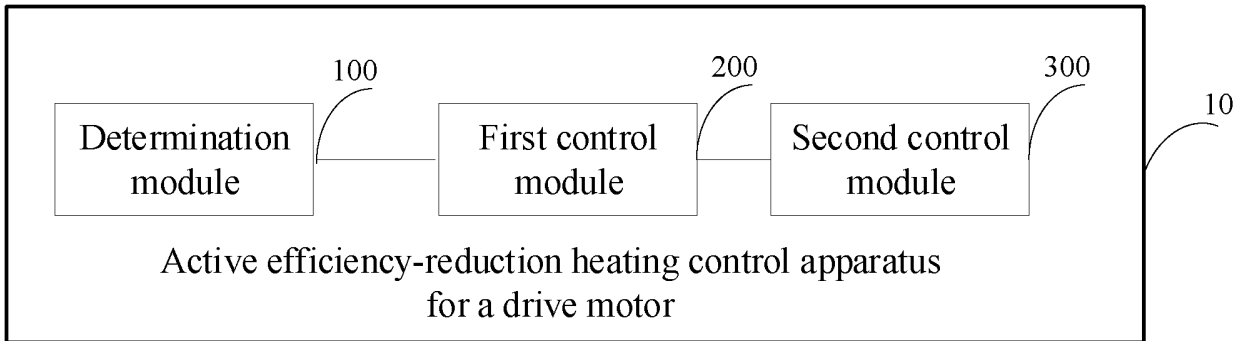 100
200
300
10
Determination
module
First control
module
Second control
module
Active efficiency-reduction heating control apparatus
for a drive motor